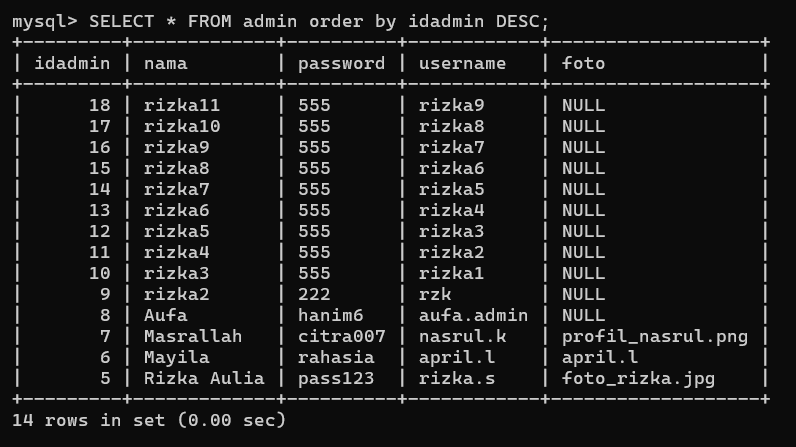 mysql> SELECT * FROM admin order by idadmin DESC;
+---------+--------------+----------+------------+-------------------+
| idadmin | nama         | password | username   | foto              |
+---------+--------------+----------+------------+-------------------+
|      18 | rizka11      | 555      | rizka9     | NULL              |
|      17 | rizka10      | 555      | rizka8     | NULL              |
|      16 | rizka9       | 555      | rizka7     | NULL              |
|      15 | rizka8       | 555      | rizka6     | NULL              |
|      14 | rizka7       | 555      | rizka5     | NULL              |
|      13 | rizka6       | 555      | rizka4     | NULL              |
|      12 | rizka5       | 555      | rizka3     | NULL              |
|      11 | rizka4       | 555      | rizka2     | NULL              |
|      10 | rizka3       | 555      | rizka1     | NULL              |
|       9 | rizka2       | 222      | rzk        | NULL              |
|       8 | Aufa         | hanim6   | aufa.admin | NULL              |
|       7 | Masrallah    | citra007 | nasrul.k   | profil_nasrul.png |
|       6 | Mayila       | rahasia  | april.l    | april.l           |
|       5 | Rizka Aulia  | pass123  | rizka.s    | foto_rizka.jpg    |
+---------+--------------+----------+------------+-------------------+
14 rows in set (0.00 sec)